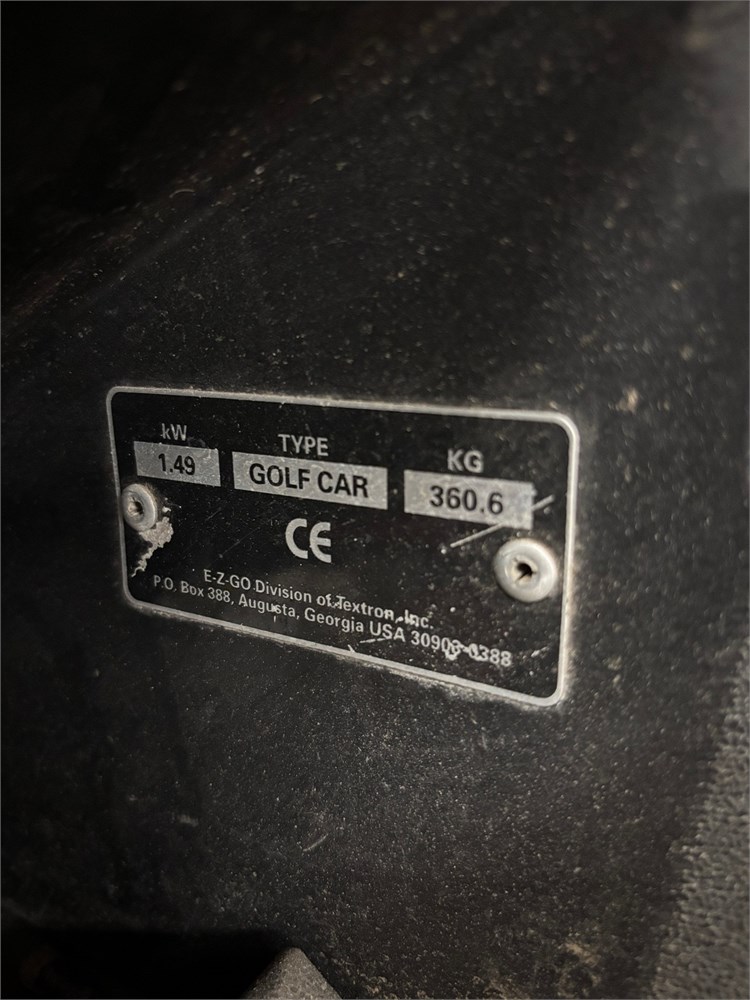 kW TYPE KG
1.49 GOLF CAR 360.6
CE
E-Z-GO Division of Textron, Inc.
P.O. Box 388, Augusta, Georgia USA 30903-0388